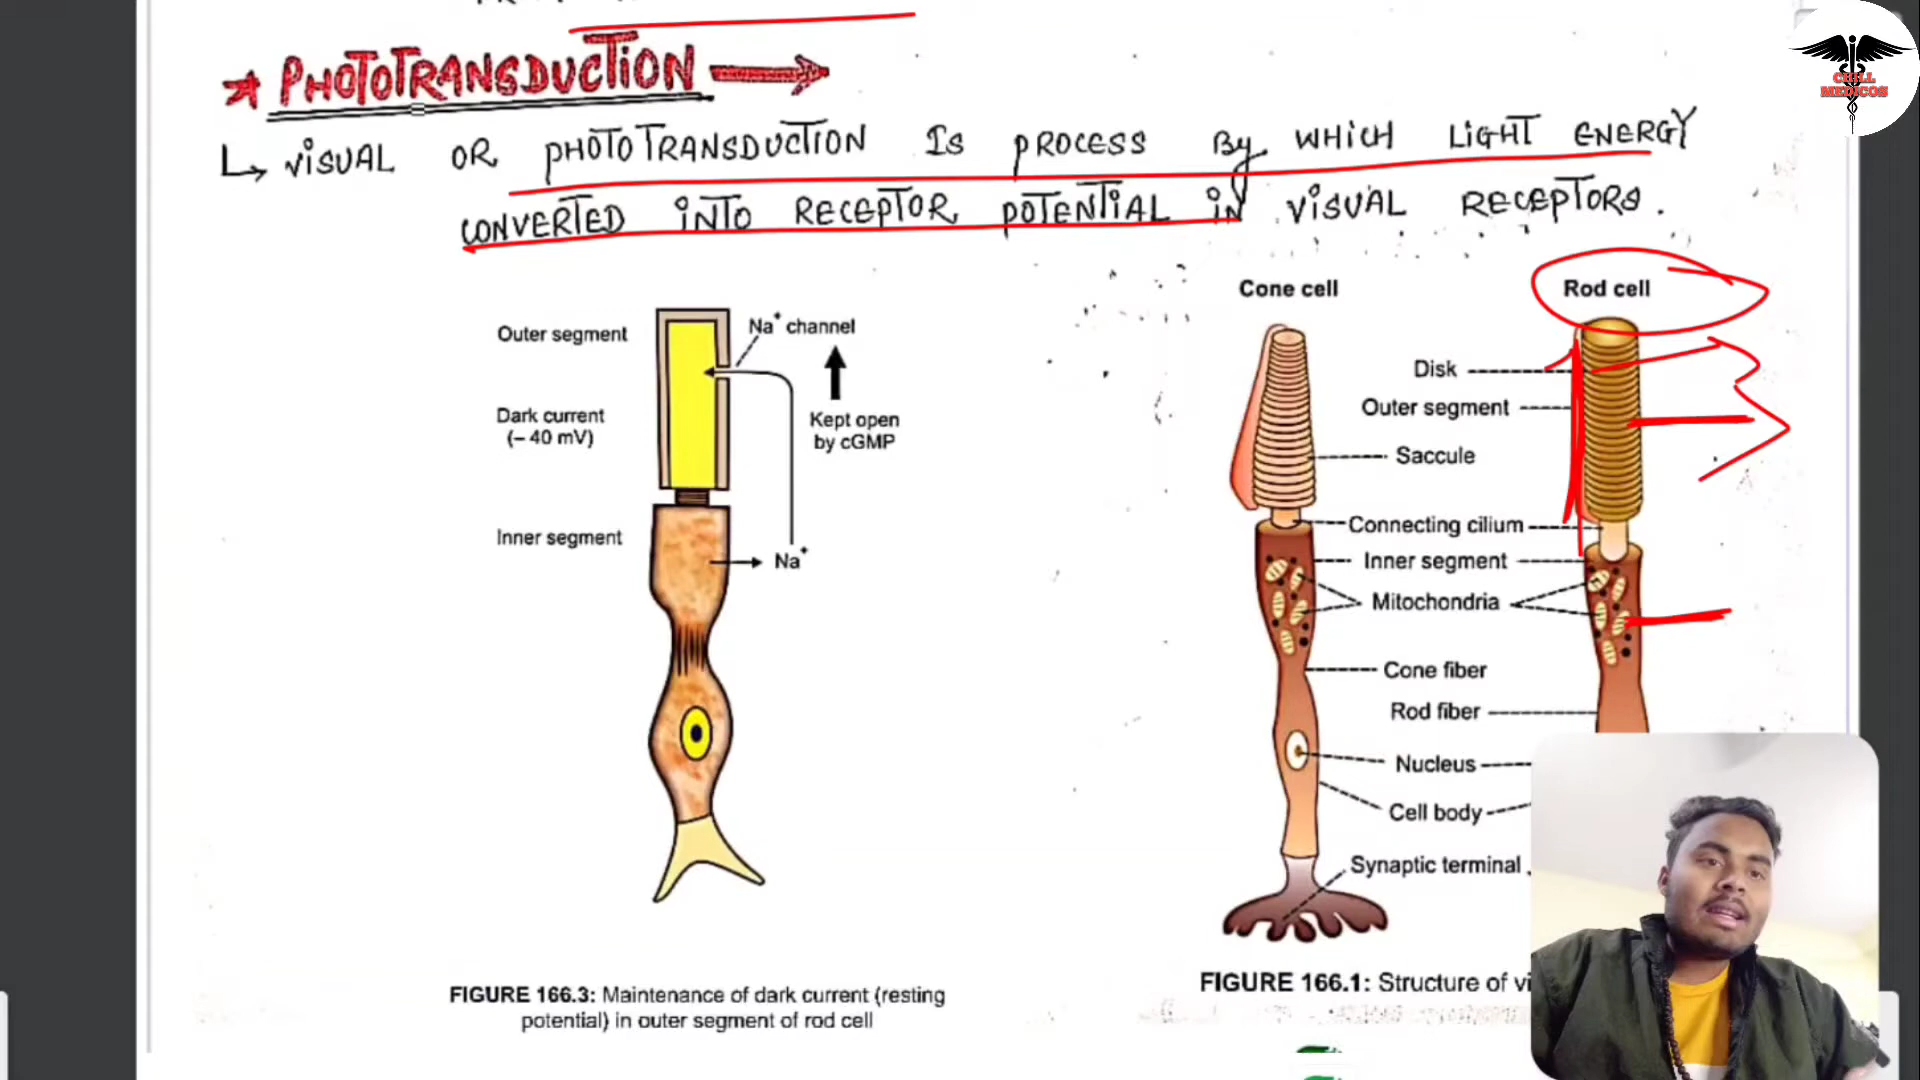 CHILL
MEDICOS
★ PHOTOTRANSDUCTION →
↳ VISUAL OR PHOTOTRANSDUCTION IS PROCESS BY WHICH LIGHT ENERGY
CONVERTED INTO RECEPTOR POTENTIAL IN VISUAL RECEPTORS.
Outer segment
Na⁺ channel
Dark current
(– 40 mV)
Kept open
by cGMP
Inner segment
Na⁺
FIGURE 166.3: Maintenance of dark current (resting
potential) in outer segment of rod cell
Cone cell
Rod cell
Disk
Outer segment
Saccule
Connecting cilium
Inner segment
Mitochondria
Cone fiber
Rod fiber
Nucleus
Cell body
Synaptic terminal
FIGURE 166.1: Structure of vi